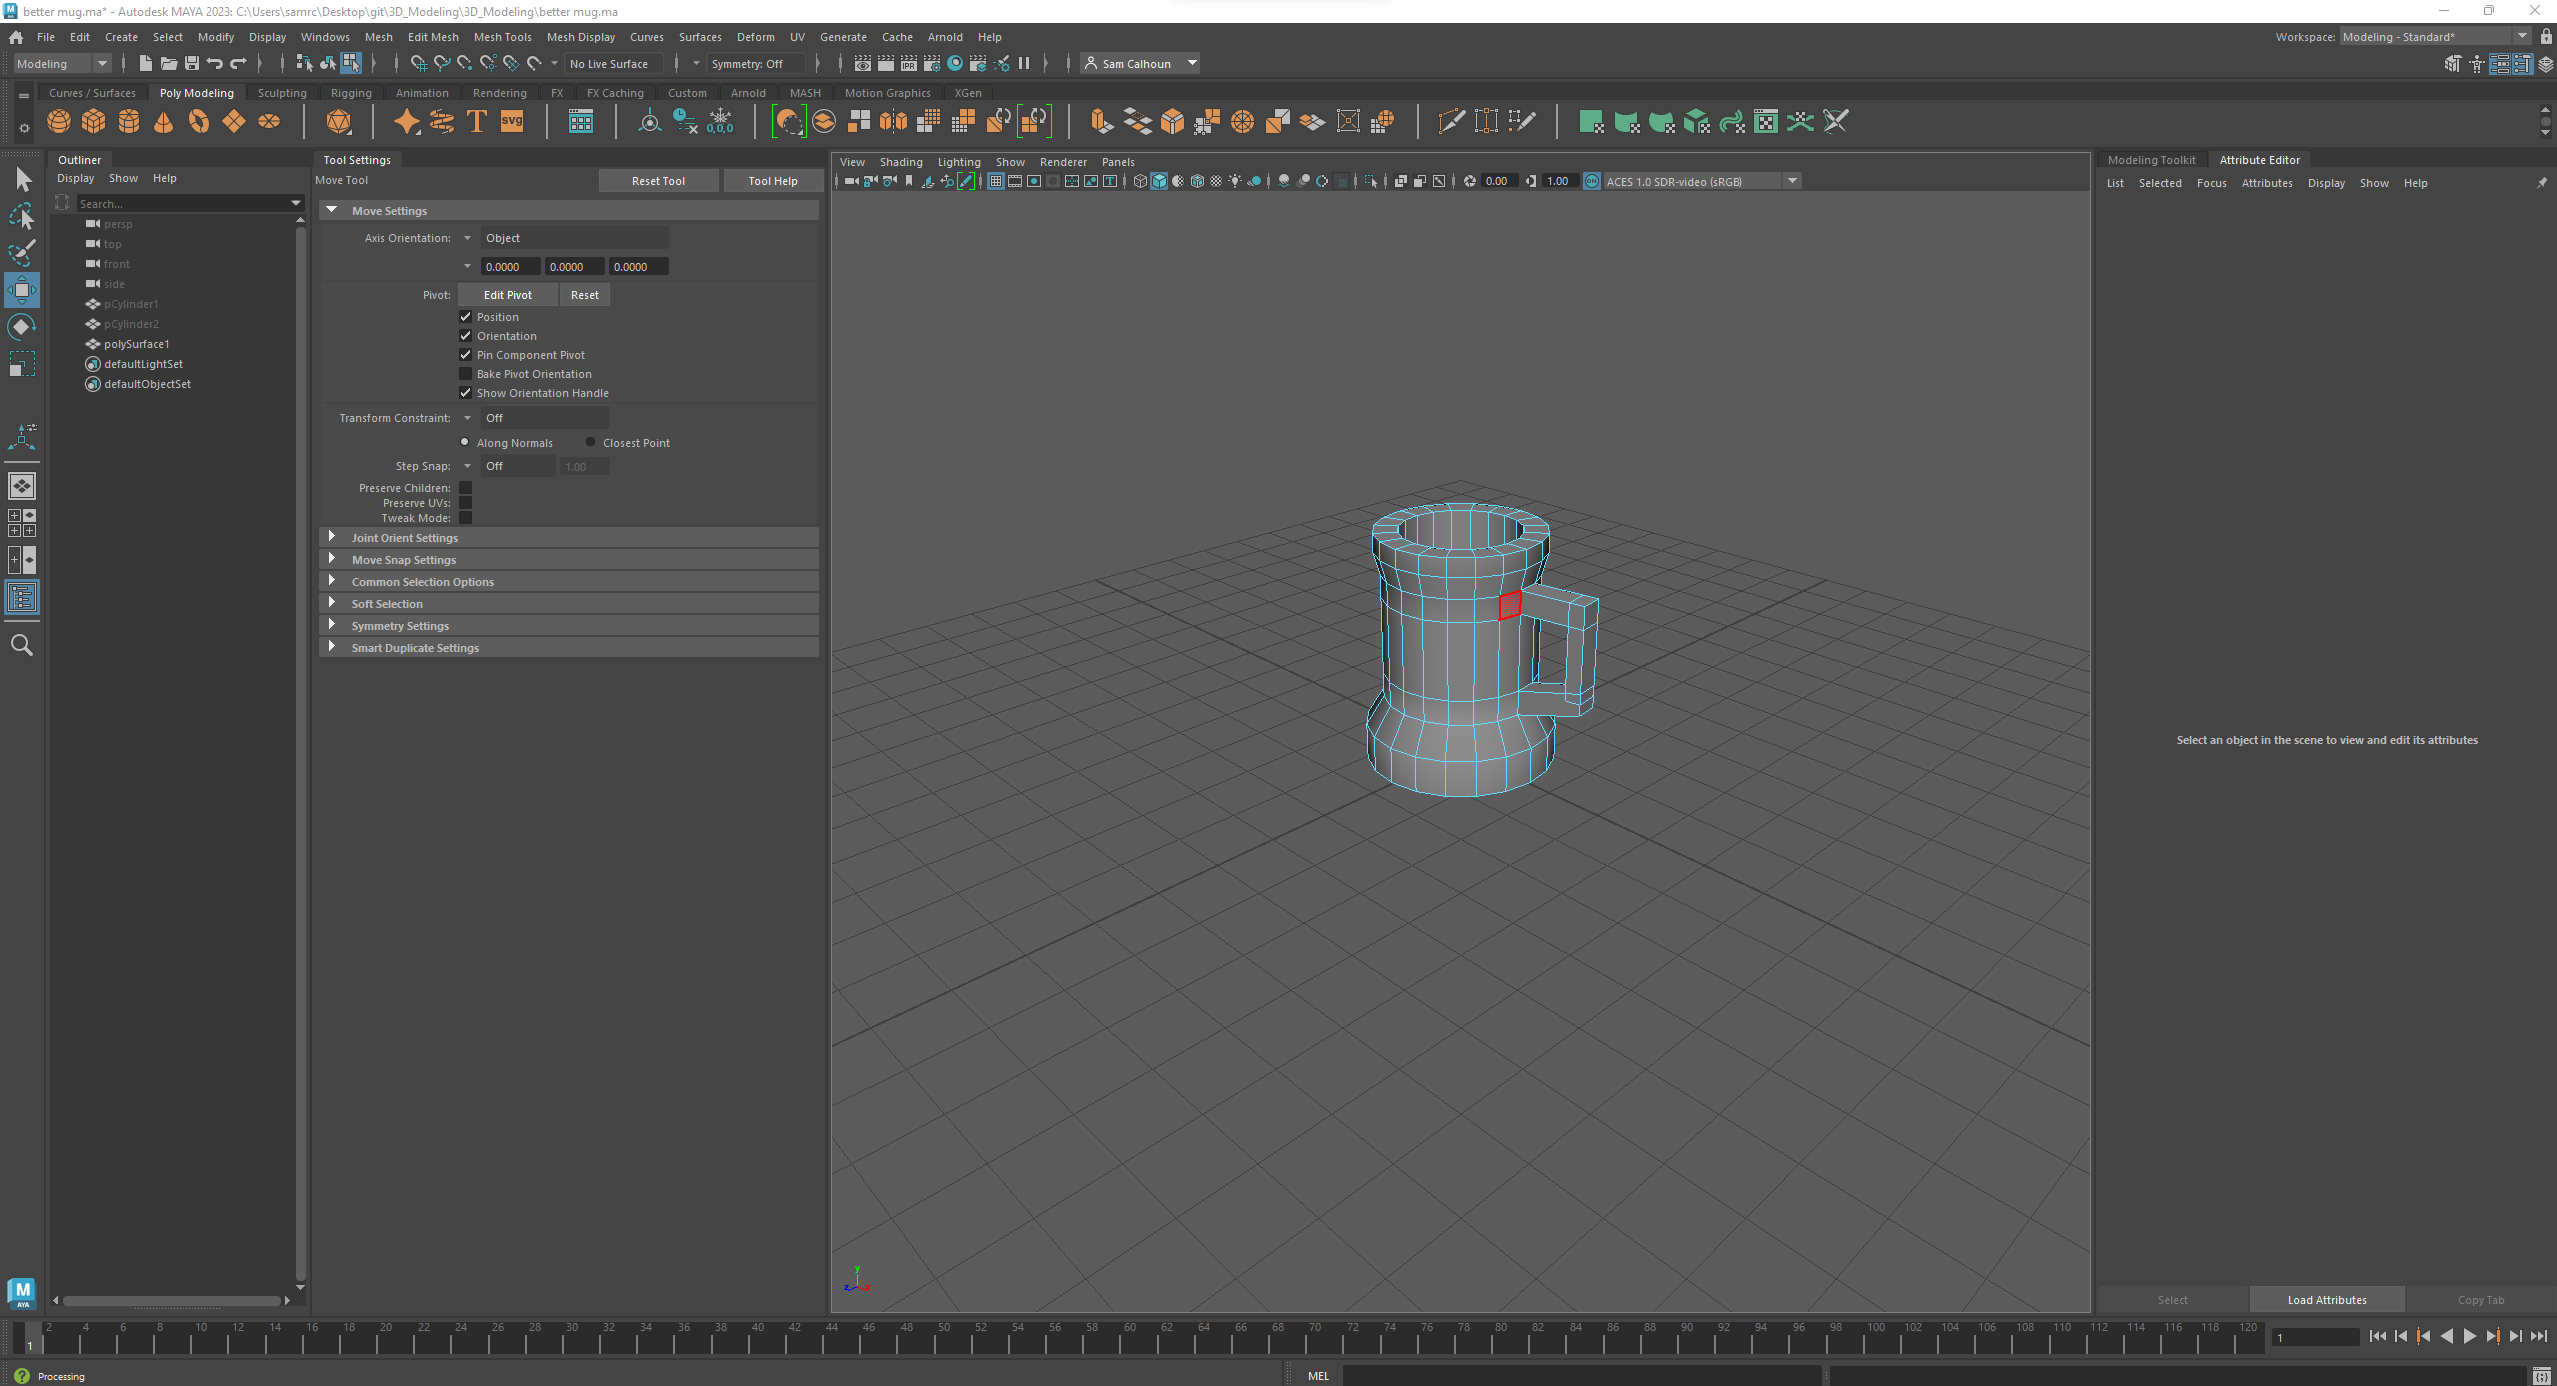 better mug.ma* - Autodesk MAYA 2023: C:\Users\samrc\Desktop\git\3D_Modeling\3D_Modeling\better mug.ma
File Edit Create Select Modify Display Windows Mesh Edit Mesh Mesh Tools Mesh Display Curves Surfaces Deform UV Generate Cache Arnold Help
Workspace: Modeling - Standard*
Modeling
No Live Surface
Symmetry: Off
Sam Calhoun
Curves / Surfaces Poly Modeling Sculpting Rigging Animation Rendering FX FX Caching Custom Arnold MASH Motion Graphics XGen
T svg 0,0,0
Outliner
Display Show Help
Search...
persp
top
front
side
pCylinder1
pCylinder2
polySurface1
defaultLightSet
defaultObjectSet
Tool Settings
Move Tool
Reset Tool
Tool Help
Move Settings
Axis Orientation: Object
0.0000 0.0000 0.0000
Pivot: Edit Pivot Reset
Position
Orientation
Pin Component Pivot
Bake Pivot Orientation
Show Orientation Handle
Transform Constraint: Off
Along Normals Closest Point
Step Snap: Off 1.00
Preserve Children:
Preserve UVs:
Tweak Mode:
Joint Orient Settings
Move Snap Settings
Common Selection Options
Soft Selection
Symmetry Settings
Smart Duplicate Settings
View Shading Lighting Show Renderer Panels
0.00 1.00 ACES 1.0 SDR-video (sRGB)
y
z x
Modeling Toolkit Attribute Editor
List Selected Focus Attributes Display Show Help
Select an object in the scene to view and edit its attributes
Select Load Attributes Copy Tab
M
AYA
2 4 6 8 10 12 14 16 18 20 22 24 26 28 30 32 34 36 38 40 42 44 46 48 50 52 54 56 58 60 62 64 66 68 70 72 74 76 78 80 82 84 86 88 90 92 94 96 98 100 102 104 106 108 110 112 114 116 118 120
1
1
Processing
MEL